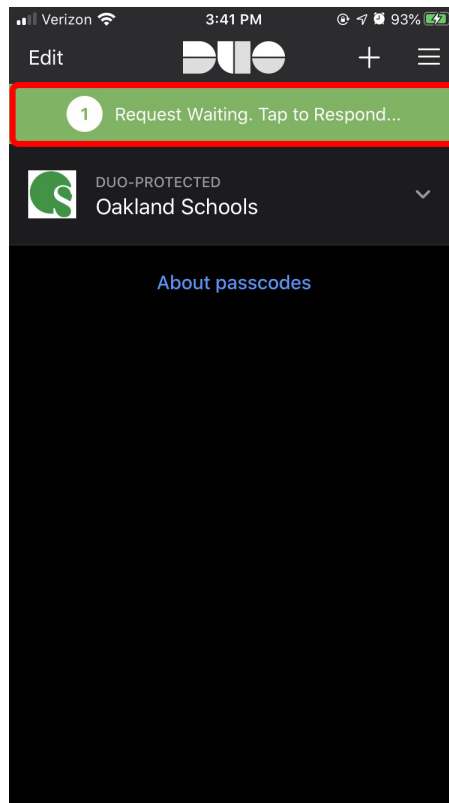 Verizon 3:41 PM 93%
Edit DUO
1 Request Waiting. Tap to Respond...
DUO-PROTECTED
Oakland Schools
About passcodes